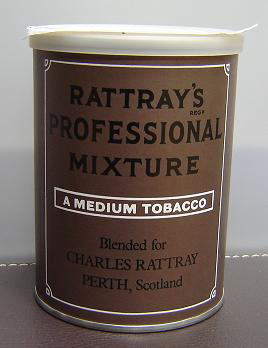 RATTRAY'S
REGD
PROFESSIONAL
MIXTURE
A MEDIUM TOBACCO
Blended for
CHARLES RATTRAY
PERTH, Scotland